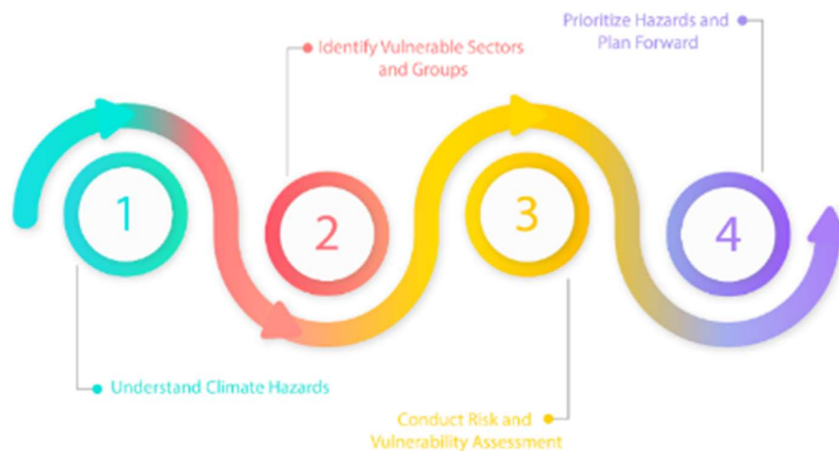 1
Understand Climate Hazards
2
Identify Vulnerable Sectors
and Groups
3
Conduct Risk and
Vulnerability Assessment
4
Prioritize Hazards and
Plan Forward